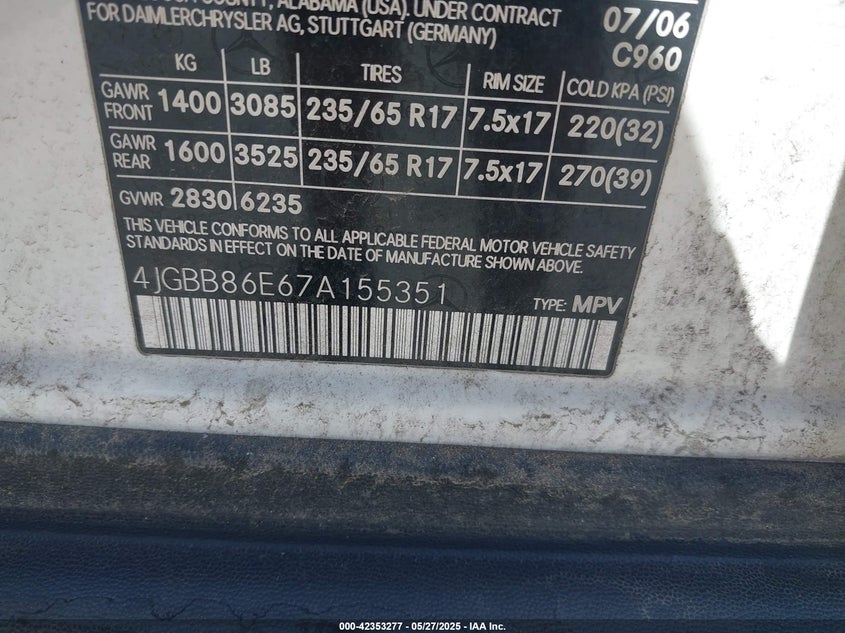 COUNTY, ALABAMA (USA). UNDER CONTRACT
FOR DAIMLERCHRYSLER AG, STUTTGART (GERMANY)
07/06
C960
KG LB TIRES RIM SIZE COLD KPA (PSI)
GAWR FRONT 1400 3085 235/65 R17 7.5x17 220(32)
GAWR REAR 1600 3525 235/65 R17 7.5x17 270(39)
GVWR 2830 6235
THIS VEHICLE CONFORMS TO ALL APPLICABLE FEDERAL MOTOR VEHICLE SAFETY
STANDARDS IN EFFECT ON THE DATE OF MANUFACTURE SHOWN ABOVE.
4JGBB86E67A155351
TYPE: MPV
000-42353277 - 05/27/2025 - IAA Inc.